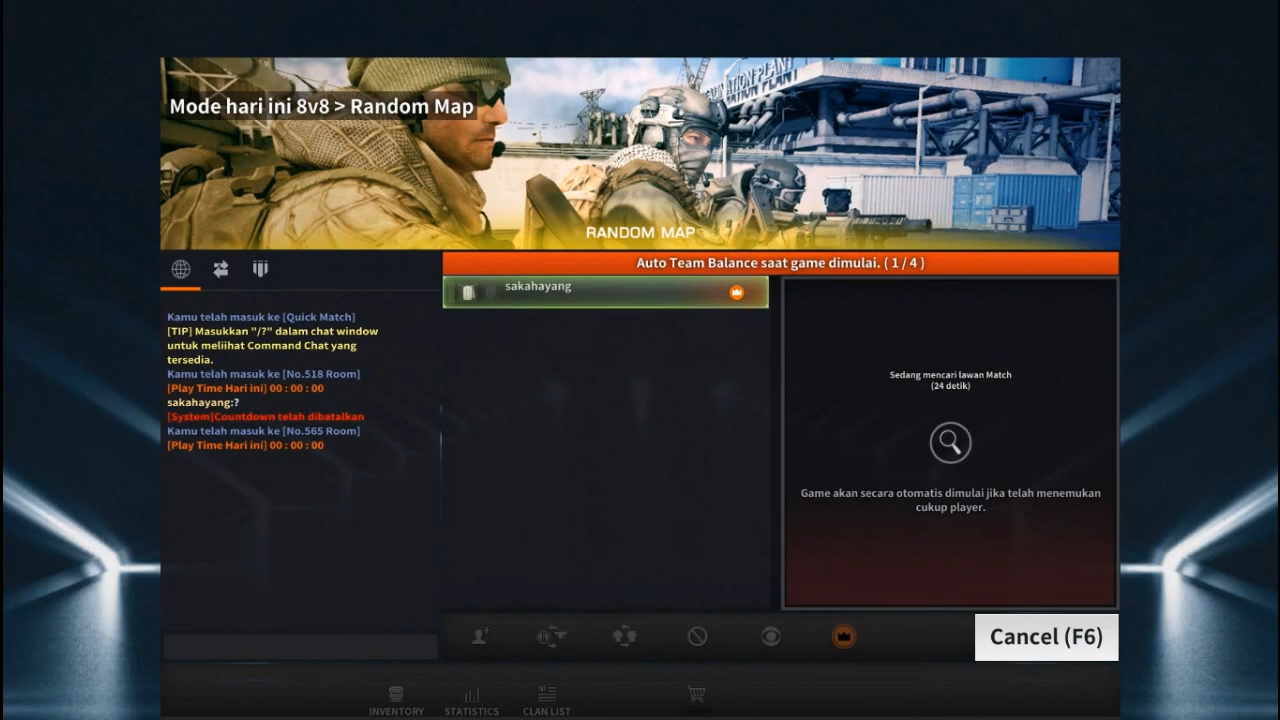 Mode hari ini 8v8 > Random Map
RANDOM MAP
Auto Team Balance saat game dimulai. ( 1 / 4 )
sakahayang
Kamu telah masuk ke [Quick Match]
[TIP] Masukkan "/?" dalam chat window
untuk meliihat Command Chat yang
tersedia.
Kamu telah masuk ke [No.518 Room]
[Play Time Hari ini] 00 : 00 : 00
sakahayang:?
[System]Countdown telah dibatalkan
Kamu telah masuk ke [No.565 Room]
[Play Time Hari ini] 00 : 00 : 00
Sedang mencari lawan Match
(24 detik)
Game akan secara otomatis dimulai jika telah menemukan
cukup player.
Cancel (F6)
INVENTORY
STATISTICS
CLAN LIST